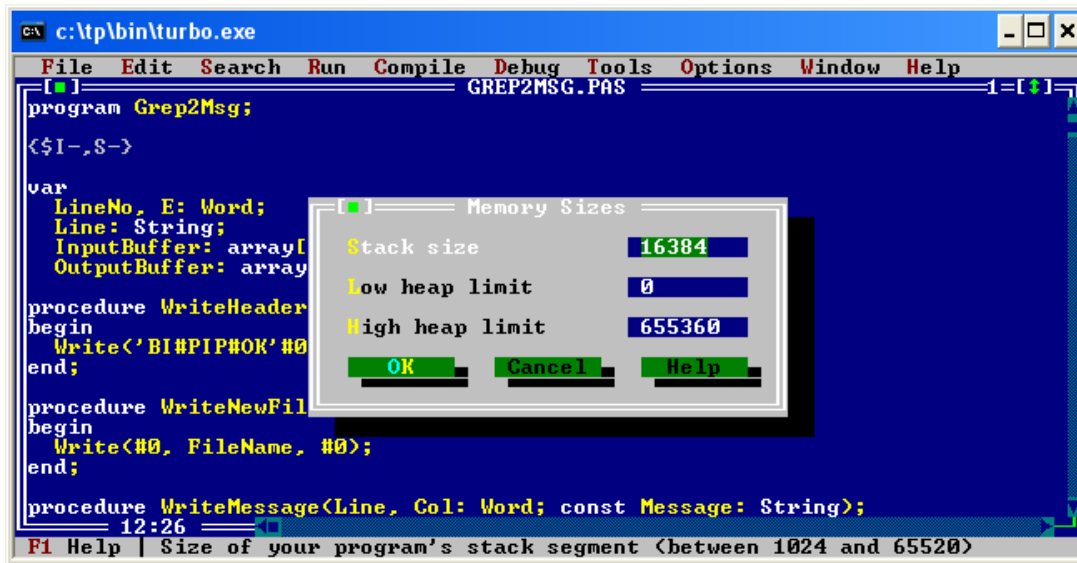 c:\tp\bin\turbo.exe
File Edit Search Run Compile Debug Tools Options Window Help
GREP2MSG.PAS 1=[↕]
program Grep2Msg;
{$I-,S-}
var
LineNo, E: Word;
Line: String;
InputBuffer: array[
OutputBuffer: array
procedure WriteHeader
begin
Write('BI#PIP#OK'#0
end;
procedure WriteNewFil
begin
Write(#0, FileName, #0);
end;
procedure WriteMessage(Line, Col: Word; const Message: String);
12:26
Memory Sizes
Stack size 16384
Low heap limit 0
High heap limit 655360
OK Cancel Help
F1 Help | Size of your program's stack segment (between 1024 and 65520)